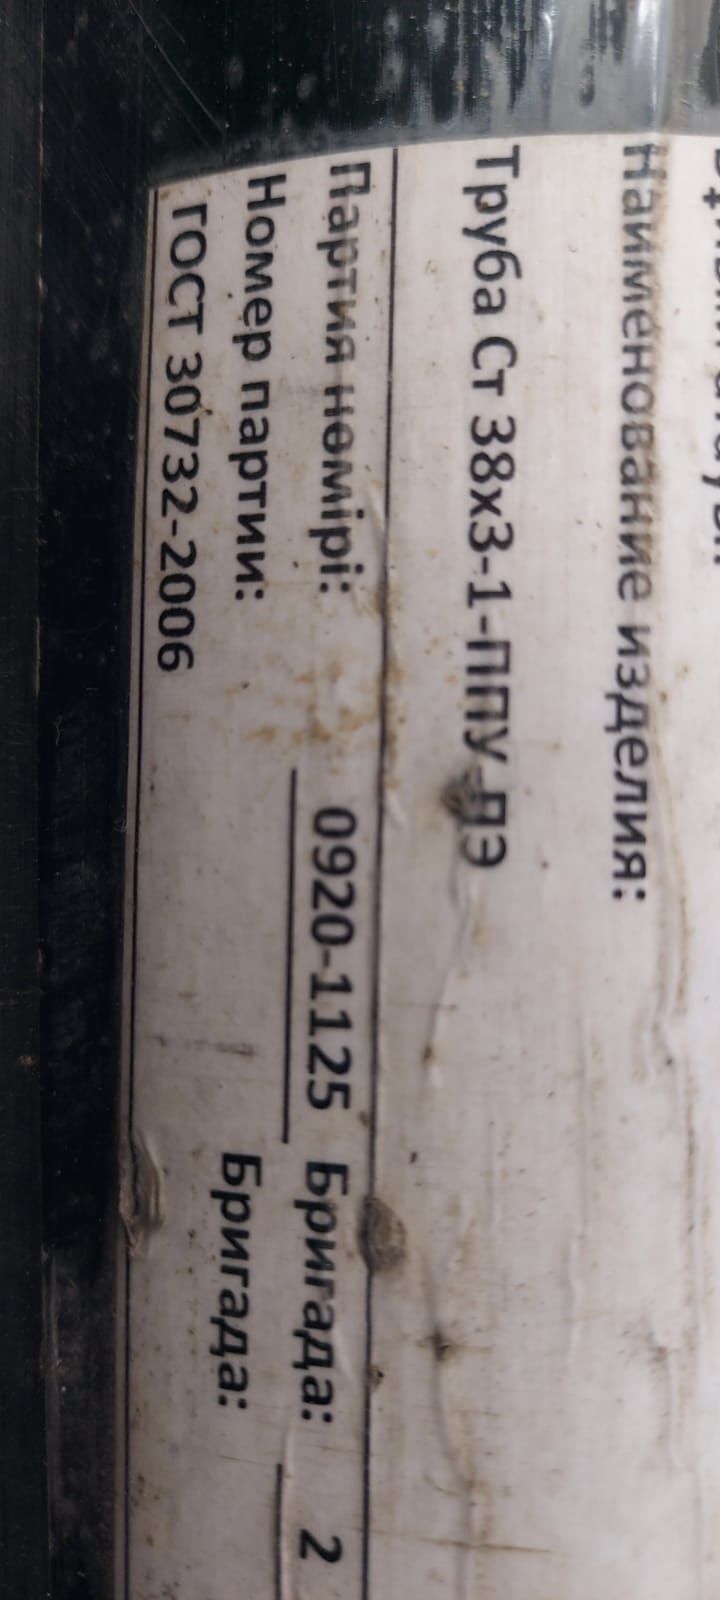 Наименование изделия:
Труба Ст 38х3-1-ППУ-ПЭ
Партия нөмірі: 0920-1125 Бригада: 2
Номер партии: Бригада:
ГОСТ 30732-2006